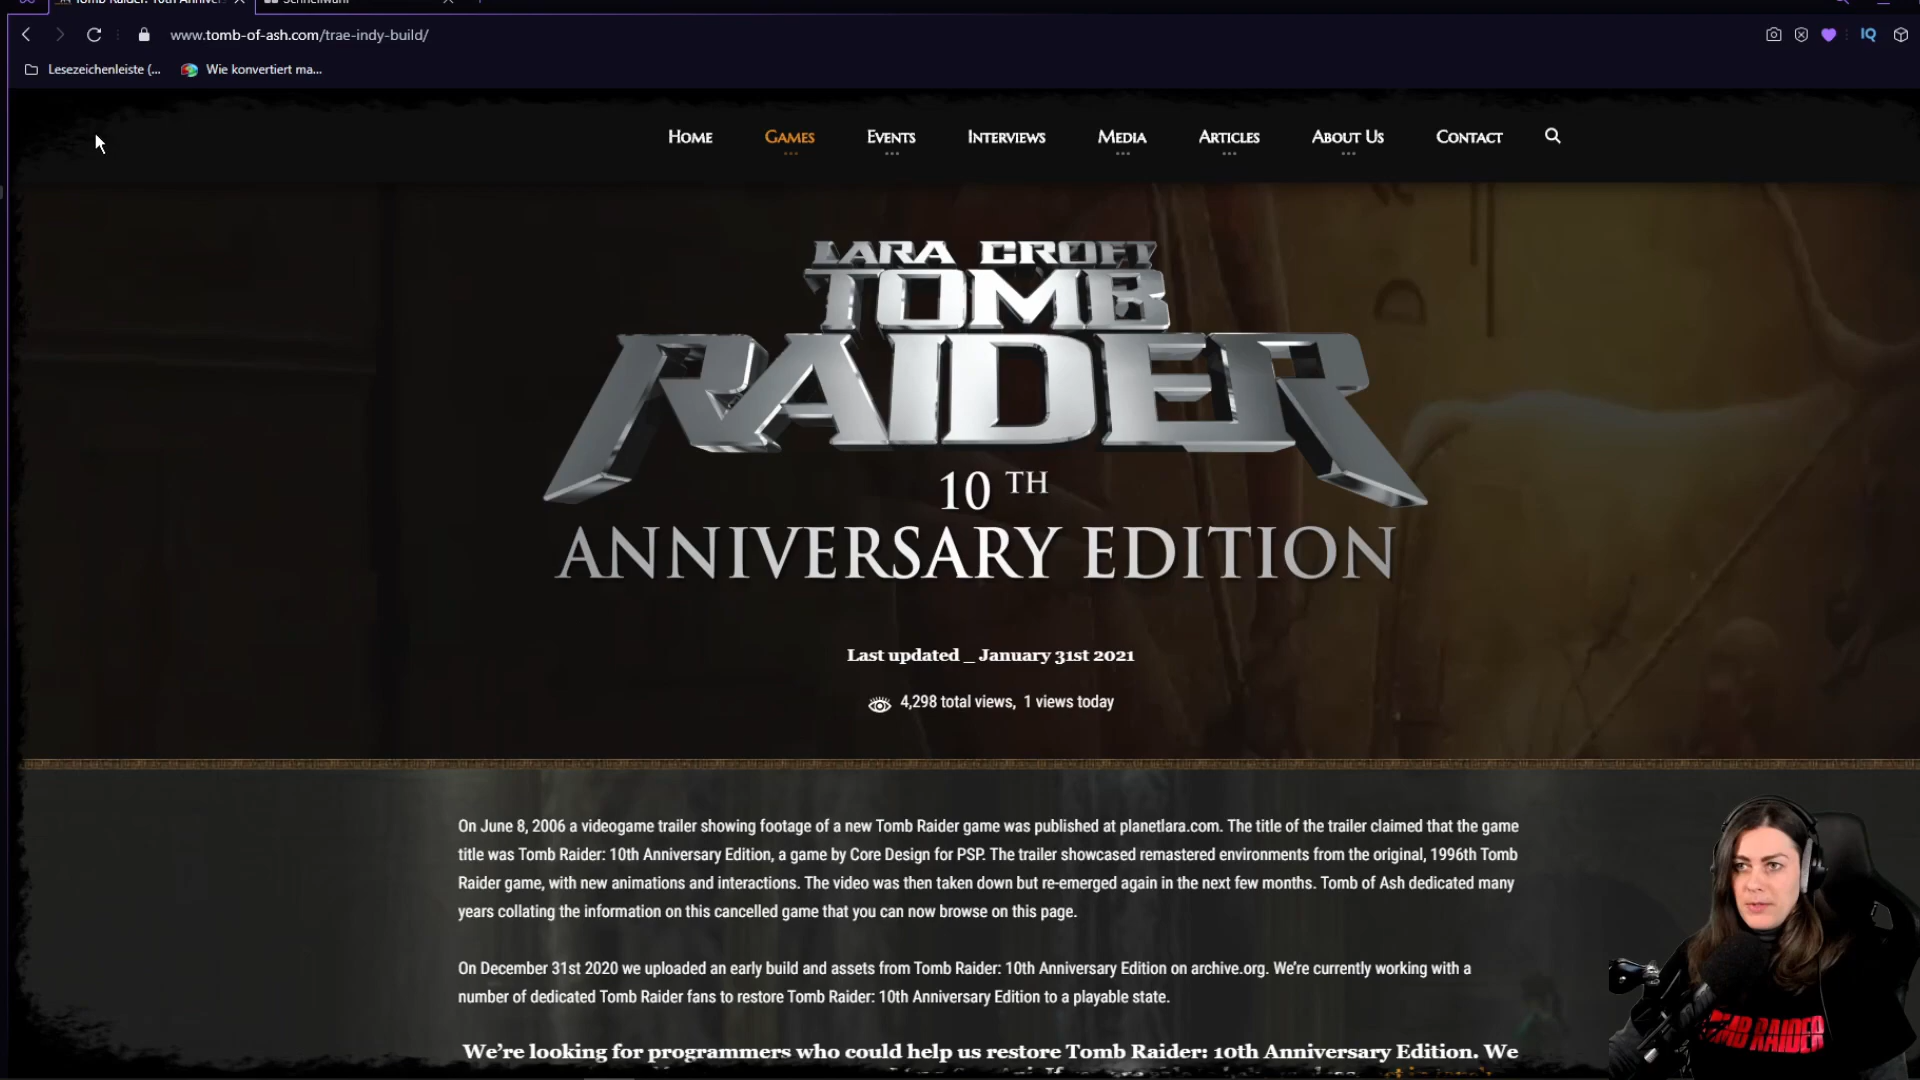 Tomb Raider: 10th Anniver
Schnellwahl
www.tomb-of-ash.com/trae-indy-build/
IQ
Lesezeichenleiste (...
Wie konvertiert ma...
HOME
GAMES
EVENTS
INTERVIEWS
MEDIA
ARTICLES
ABOUT US
CONTACT
LARA CROFT
TOMB
RAIDER
10 TH
ANNIVERSARY EDITION
Last updated _ January 31st 2021
4,298 total views, 1 views today
On June 8, 2006 a videogame trailer showing footage of a new Tomb Raider game was published at planetlara.com. The title of the trailer claimed that the game
title was Tomb Raider: 10th Anniversary Edition, a game by Core Design for PSP. The trailer showcased remastered environments from the original, 1996th Tomb
Raider game, with new animations and interactions. The video was then taken down but re-emerged again in the next few months. Tomb of Ash dedicated many
years collating the information on this cancelled game that you can now browse on this page.
On December 31st 2020 we uploaded an early build and assets from Tomb Raider: 10th Anniversary Edition on archive.org. We're currently working with a
number of dedicated Tomb Raider fans to restore Tomb Raider: 10th Anniversary Edition to a playable state.
We're looking for programmers who could help us restore Tomb Raider: 10th Anniversary Edition. We
TOMB RAIDER